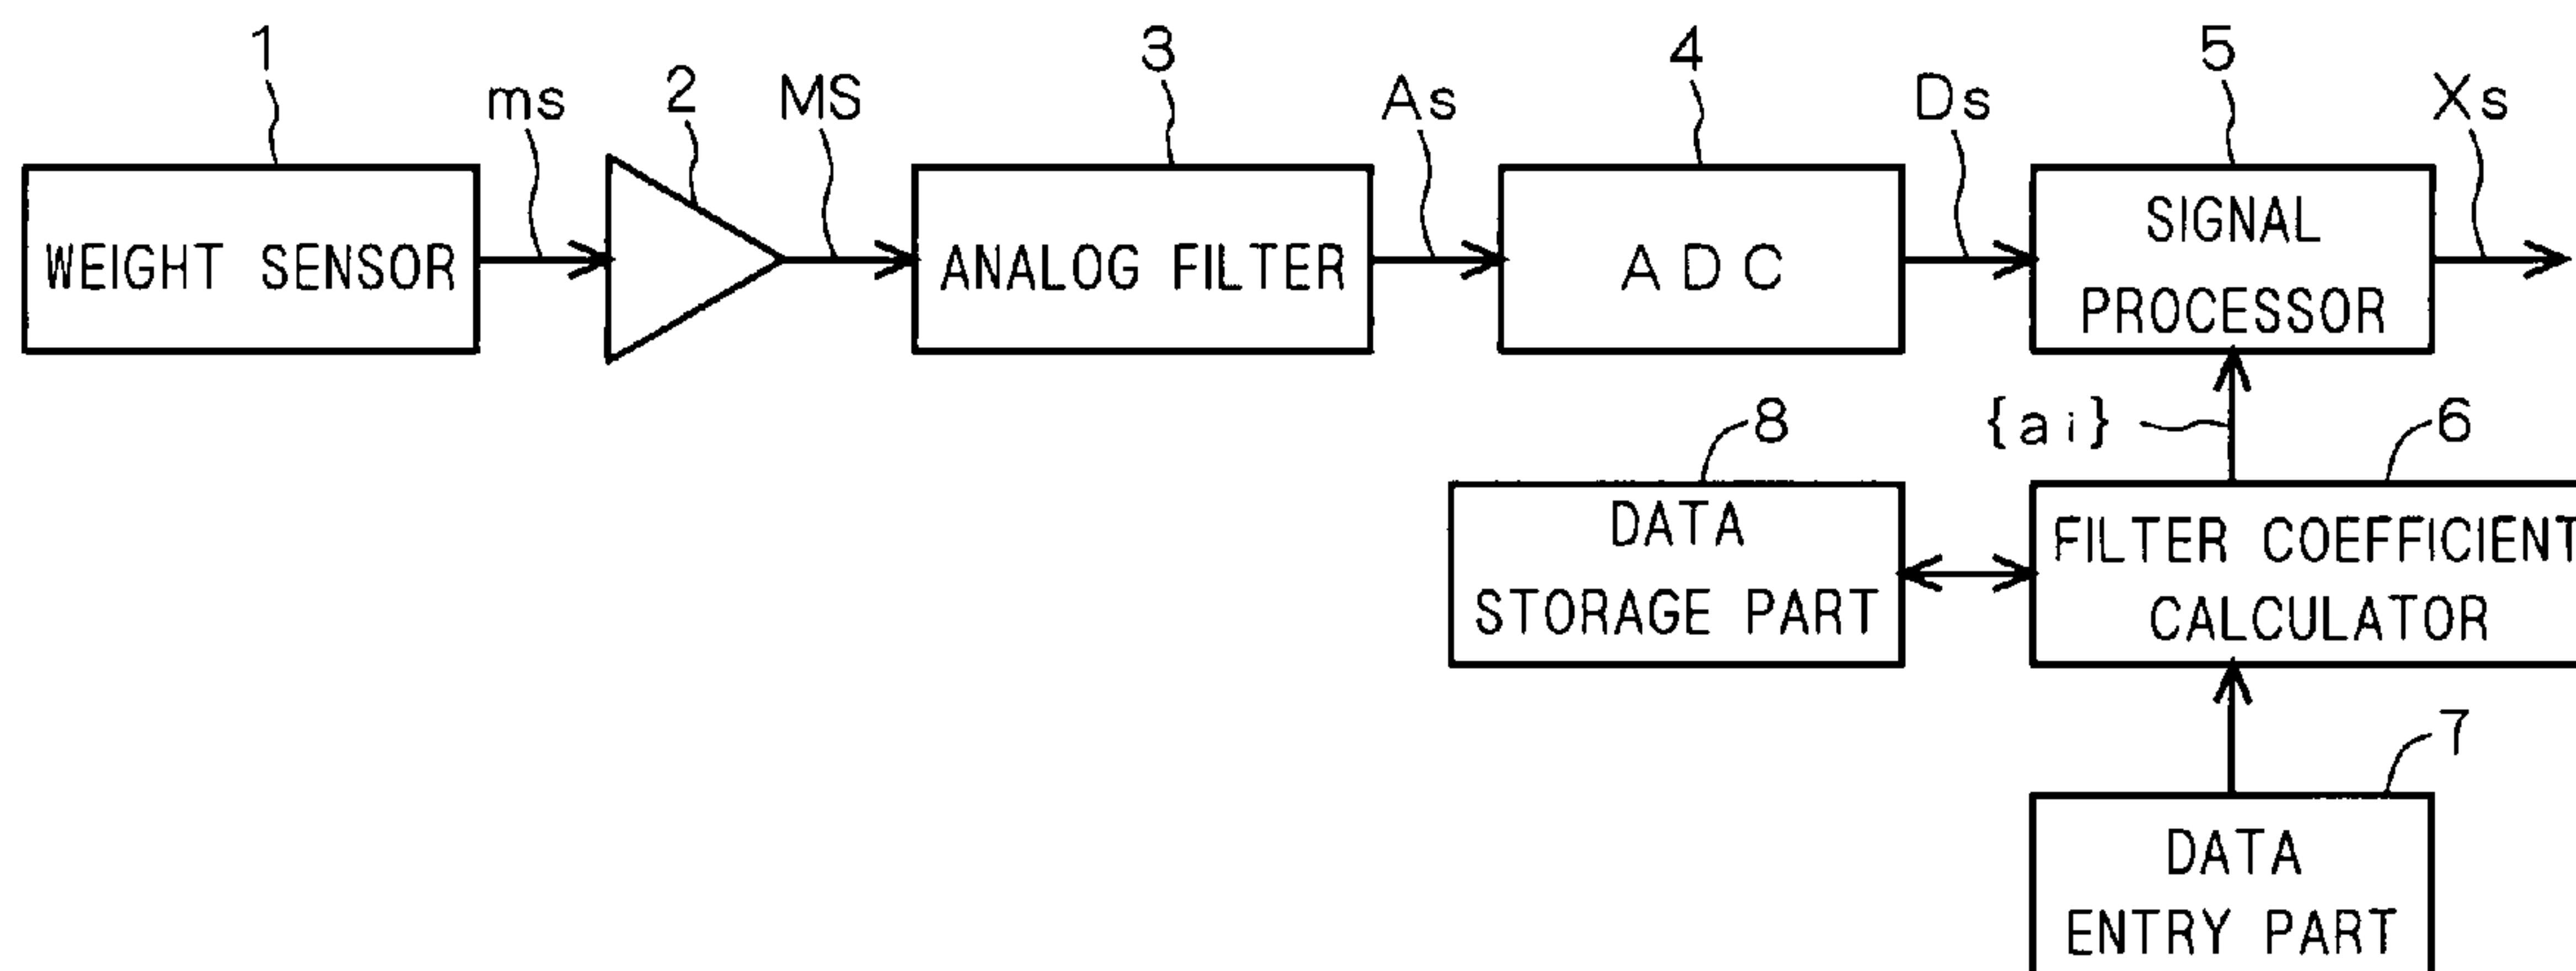 1
ms
2
MS
3
As
4
Ds
5
Xs
WEIGHT SENSOR
ANALOG FILTER
ADC
SIGNAL
PROCESSOR
{ai}
8
6
DATA
STORAGE PART
FILTER COEFFICIENT
CALCULATOR
7
DATA
ENTRY PART